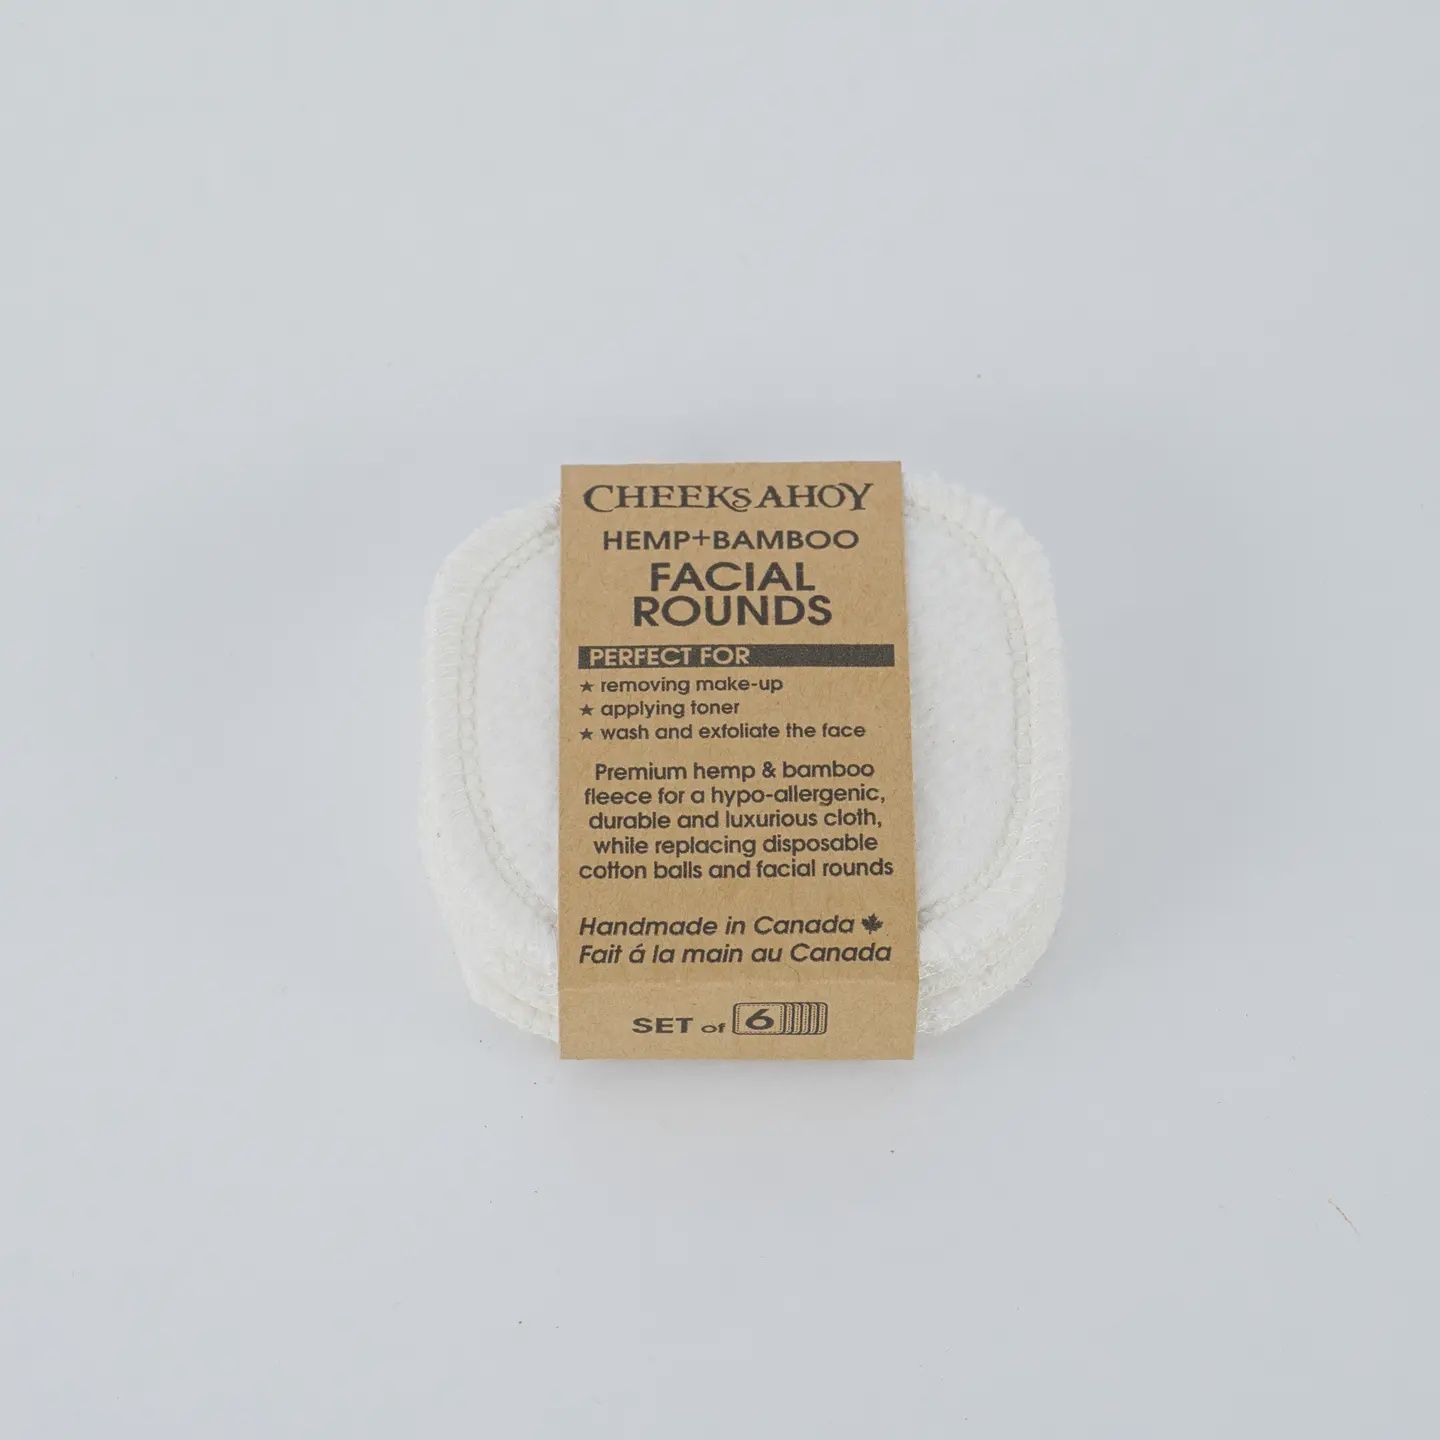 CHEEKS AHOY
HEMP+BAMBOO
FACIAL
ROUNDS
PERFECT FOR
★ removing make-up
★ applying toner
★ wash and exfoliate the face
Premium hemp & bamboo
fleece for a hypo-allergenic,
durable and luxurious cloth,
while replacing disposable
cotton balls and facial rounds
Handmade in Canada
Fait á la main au Canada
SET of 6